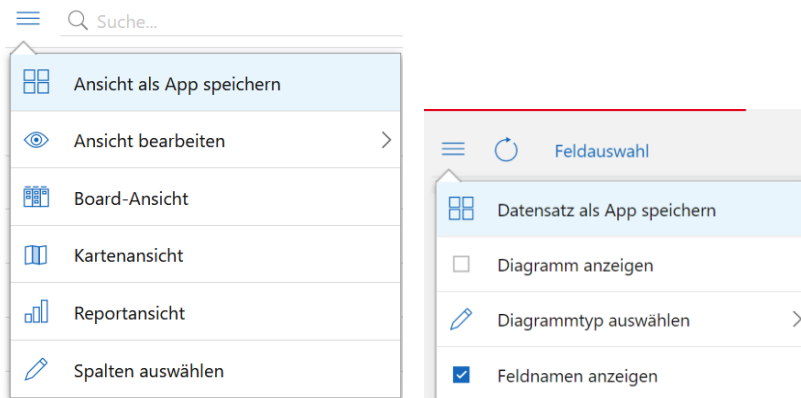 Suche...
Ansicht als App speichern
Ansicht bearbeiten
Board-Ansicht
Kartenansicht
Reportansicht
Spalten auswählen
Feldauswahl
Datensatz als App speichern
Diagramm anzeigen
Diagrammtyp auswählen
Feldnamen anzeigen